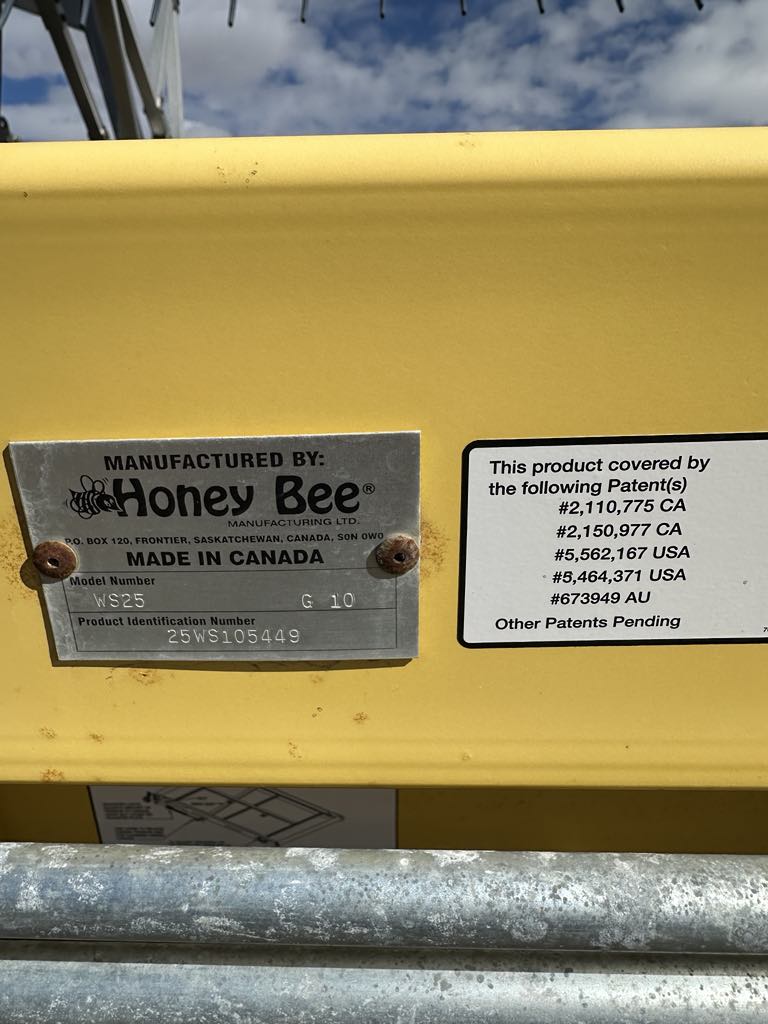 MANUFACTURED BY:
Honey Bee®
MANUFACTURING LTD.
P.O. BOX 120, FRONTIER, SASKATCHEWAN, CANADA, S0N 0W0
MADE IN CANADA
Model Number
WS25 G 10
Product Identification Number
25WS105449
This product covered by
the following Patent(s)
#2,110,775 CA
#2,150,977 CA
#5,562,167 USA
#5,464,371 USA
#673949 AU
Other Patents Pending